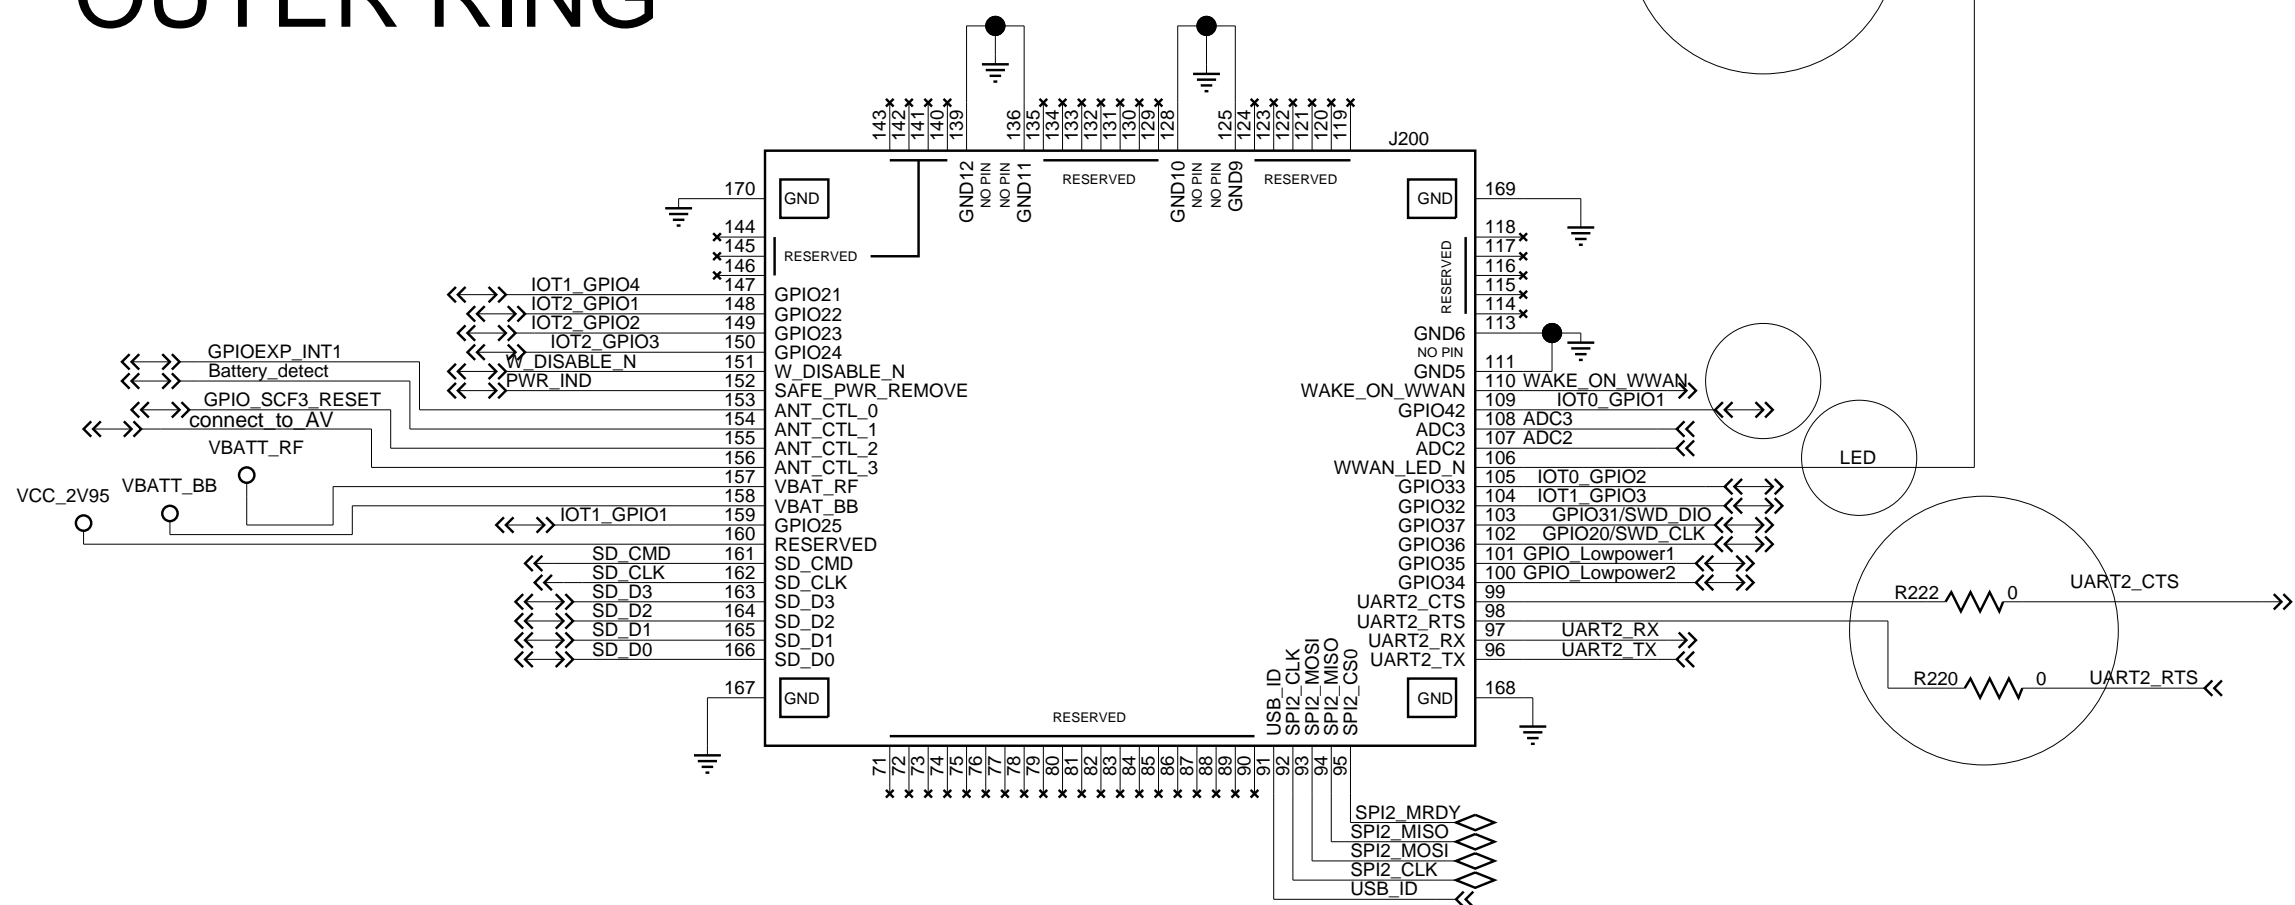 OUTER RING
J200
143
142
141
140
139
136
135
134
133
132
131
130
129
128
125
124
123
122
121
120
119
GND12
NO PIN
NO PIN
GND11
RESERVED
GND10
NO PIN
NO PIN
GND9
RESERVED
170 GND
GND 169
144
145
146
RESERVED
RESERVED
118
117
116
115
114
IOT1_GPIO4 147 GPIO21
IOT2_GPIO1 148 GPIO22
IOT2_GPIO2 149 GPIO23
IOT2_GPIO3 150 GPIO24
W_DISABLE_N 151 W_DISABLE_N
PWR_IND 152 SAFE_PWR_REMOVE
GPIOEXP_INT1 153 ANT_CTL_0
Battery_detect 154 ANT_CTL_1
GPIO_SCF3_RESET 155 ANT_CTL_2
connect_to_AV 156 ANT_CTL_3
VBATT_RF 157 VBAT_RF
VBATT_BB 158 VBAT_BB
IOT1_GPIO1 159 GPIO25
VCC_2V95 160 RESERVED
SD_CMD 161 SD_CMD
SD_CLK 162 SD_CLK
SD_D3 163 SD_D3
SD_D2 164 SD_D2
SD_D1 165 SD_D1
SD_D0 166 SD_D0
167 GND
GND6 113
NO PIN
GND5 111
WAKE_ON_WWAN 110 WAKE_ON_WWAN
GPIO42 109 IOT0_GPIO1
ADC3 108 ADC3
ADC2 107 ADC2
WWAN_LED_N 106 LED
GPIO33 105 IOT0_GPIO2
GPIO32 104 IOT1_GPIO3
GPIO37 103 GPIO31/SWD_DIO
GPIO36 102 GPIO20/SWD_CLK
GPIO35 101 GPIO_Lowpower1
GPIO34 100 GPIO_Lowpower2
UART2_CTS 99 R222 0 UART2_CTS
UART2_RTS 98 R220 0 UART2_RTS
UART2_RX 97 UART2_RX
UART2_TX 96 UART2_TX
GND 168
RESERVED
USB_ID
SPI2_CLK
SPI2_MOSI
SPI2_MISO
SPI2_CS0
71
72
73
74
75
76
77
78
79
80
81
82
83
84
85
86
87
88
89
90
91
92
93
94
95
SPI2_MRDY
SPI2_MISO
SPI2_MOSI
SPI2_CLK
USB_ID